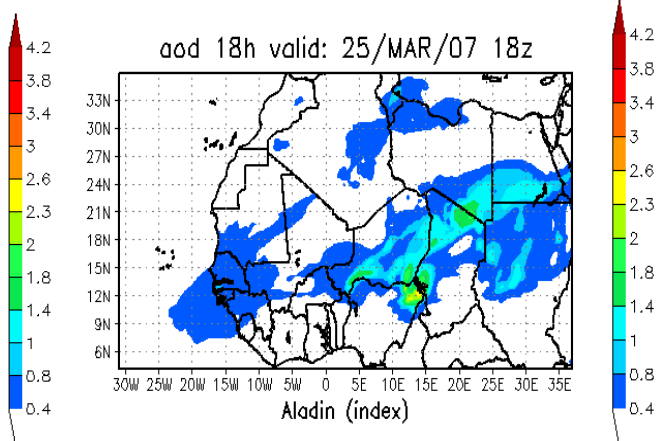 aod 18h valid: 25/MAR/07 18z
4.2
3.8
3.4
3
2.6
2.3
2
1.8
1.4
1
0.8
0.4
33N
30N
27N
24N
21N
18N
15N
12N
9N
6N
30W 25W 20W 15W 10W 5W 0 5E 10E 15E 20E 25E 30E 35E
Aladin (index)
4.2
3.8
3.4
3
2.6
2.3
2
1.8
1.4
1
0.8
0.4